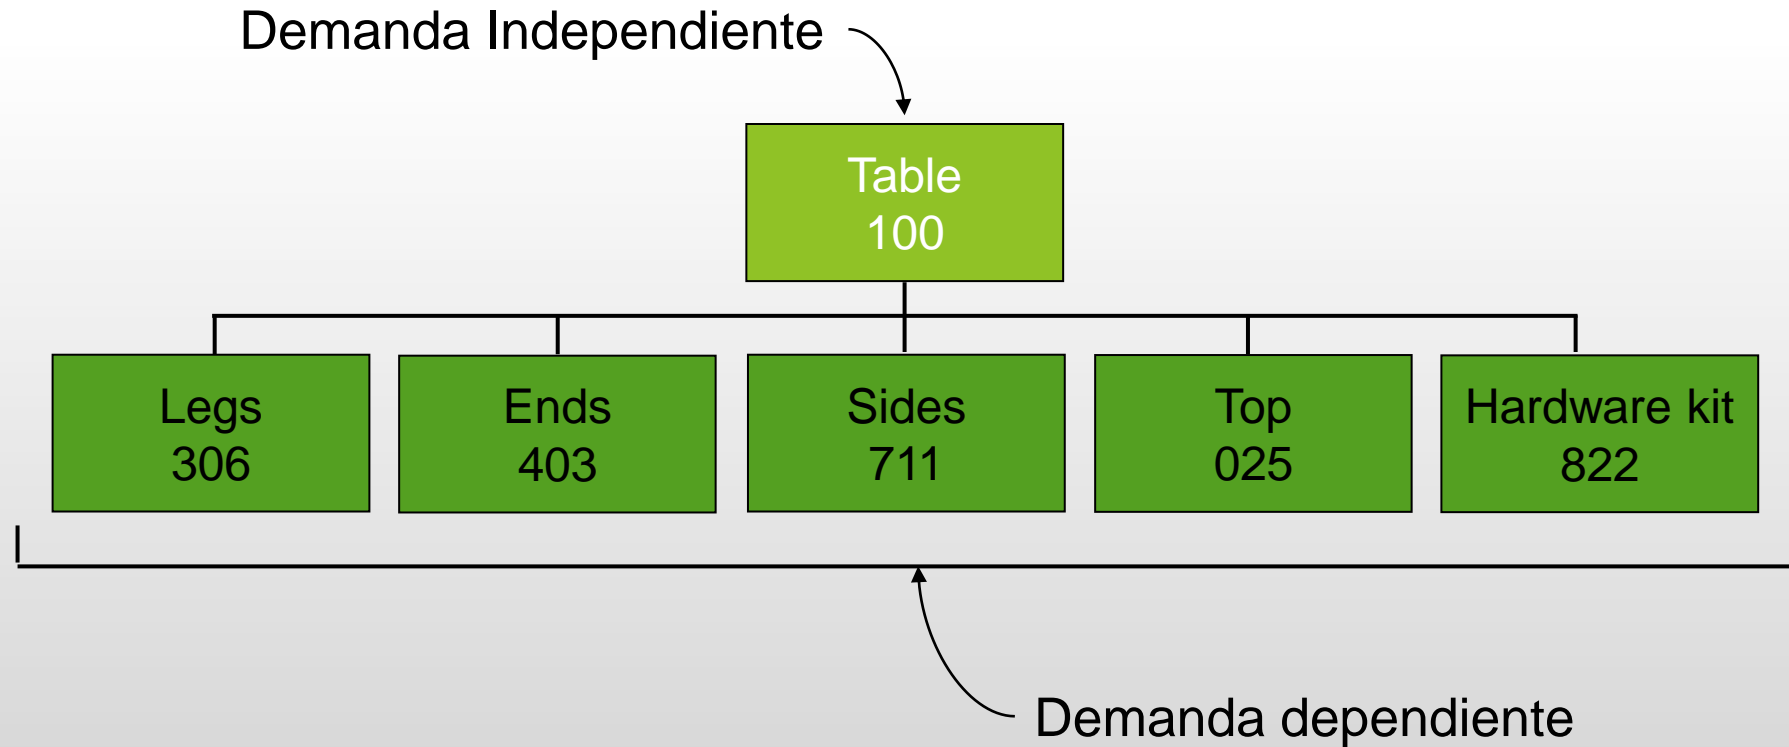 Demanda Independiente
Table
100
Legs
306
Ends
403
Sides
711
Top
025
Hardware kit
822
Demanda dependiente